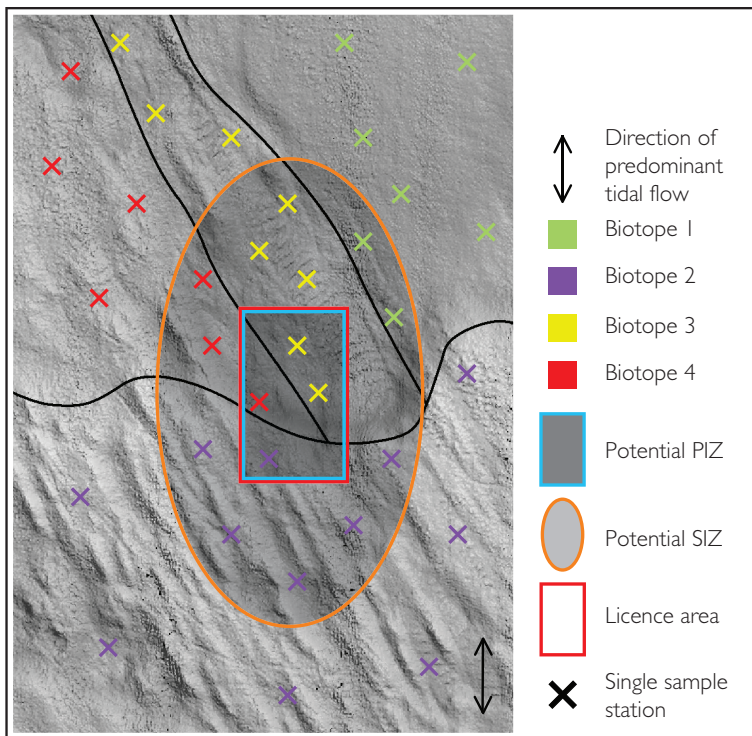 Direction of
predominant
tidal flow
Biotope 1
Biotope 2
Biotope 3
Biotope 4
Potential PIZ
Potential SIZ
Licence area
Single sample
station